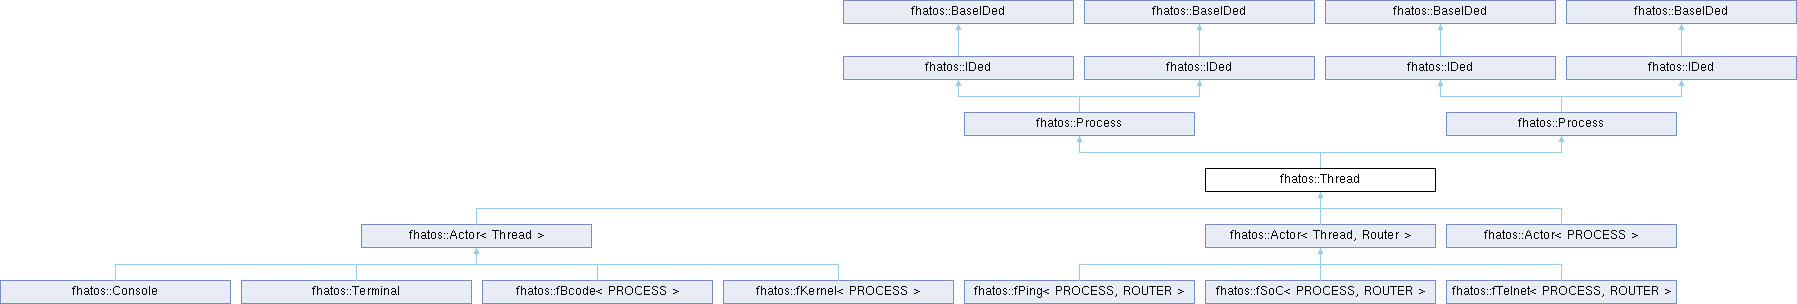 fhatos::BaseIDed
fhatos::BaseIDed
fhatos::BaseIDed
fhatos::BaseIDed
fhatos::IDed
fhatos::IDed
fhatos::IDed
fhatos::IDed
fhatos::Process
fhatos::Process
fhatos::Thread
fhatos::Actor< Thread >
fhatos::Actor< Thread, Router >
fhatos::Actor< PROCESS >
fhatos::Console
fhatos::Terminal
fhatos::fBcode< PROCESS >
fhatos::fKernel< PROCESS >
fhatos::fPing< PROCESS, ROUTER >
fhatos::fSoC< PROCESS, ROUTER >
fhatos::fTelnet< PROCESS, ROUTER >